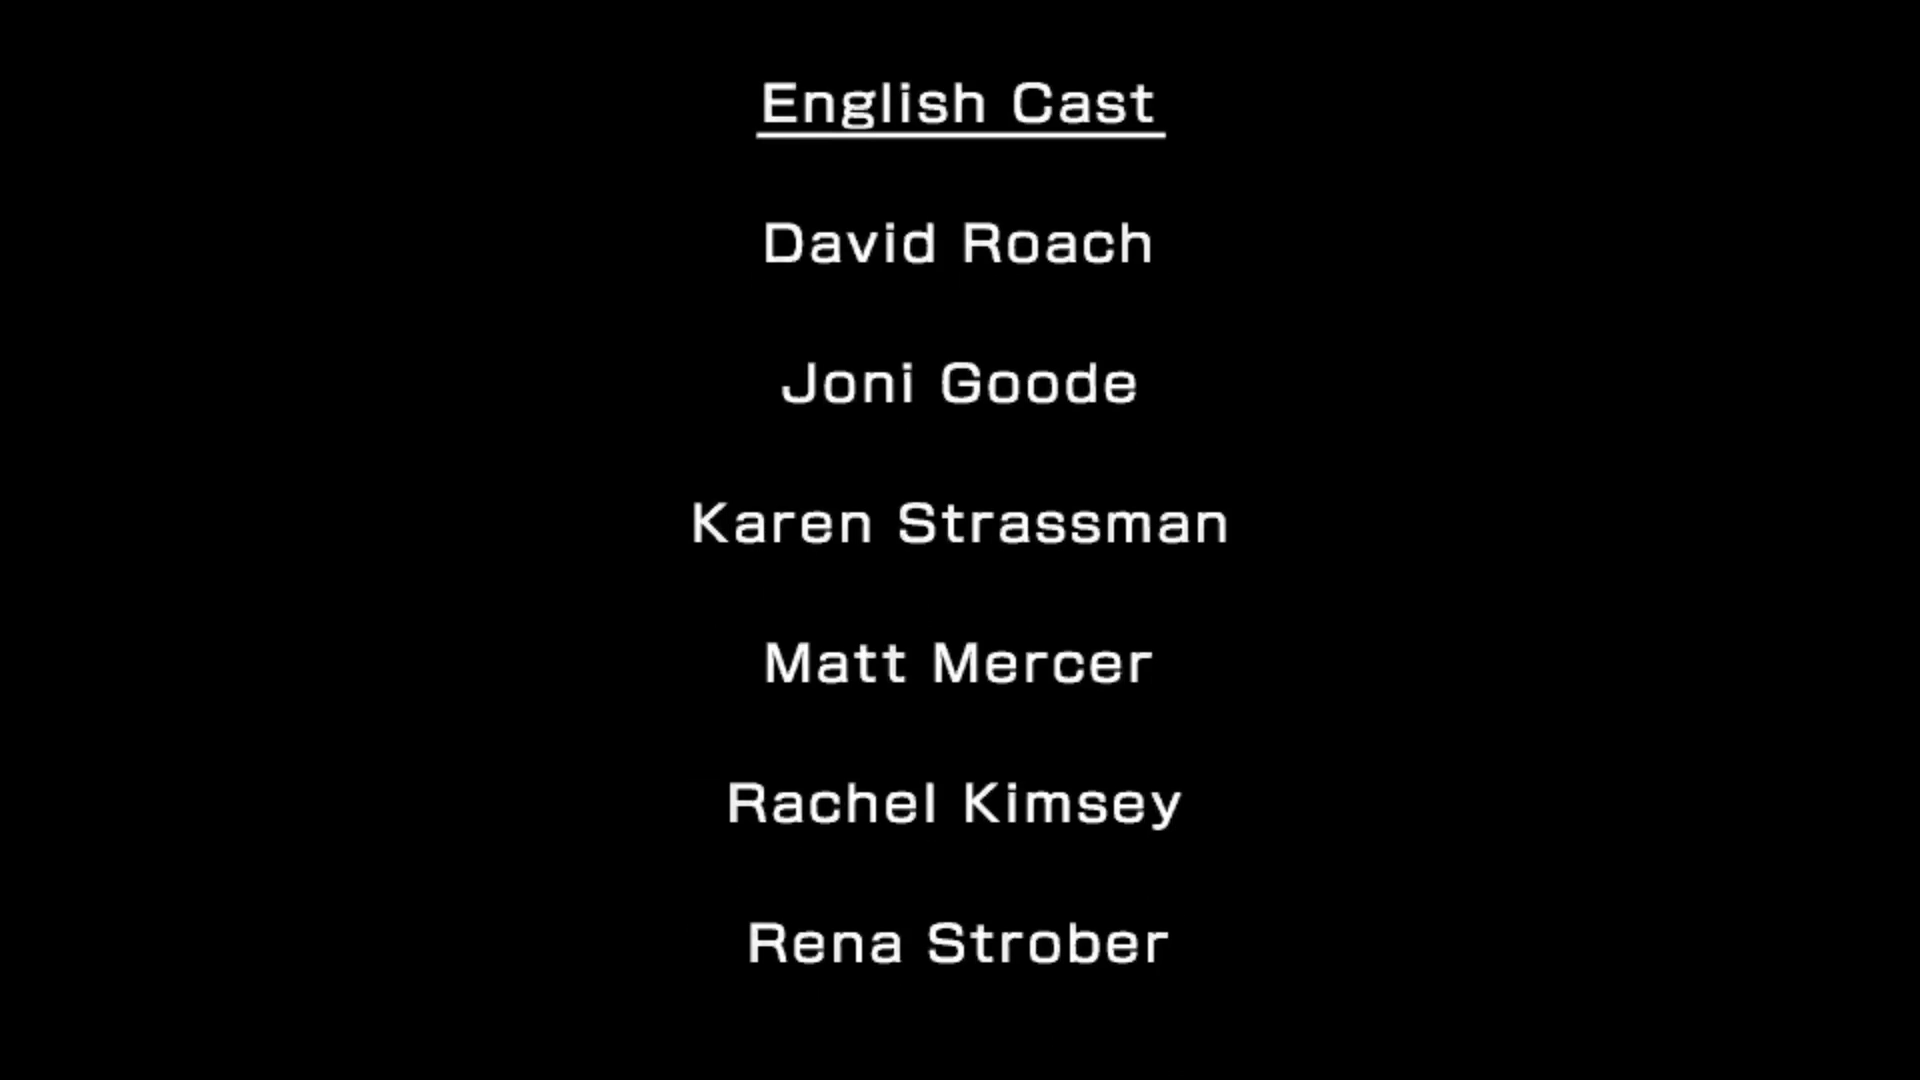 English Cast
David Roach
Joni Goode
Karen Strassman
Matt Mercer
Rachel Kimsey
Rena Strober